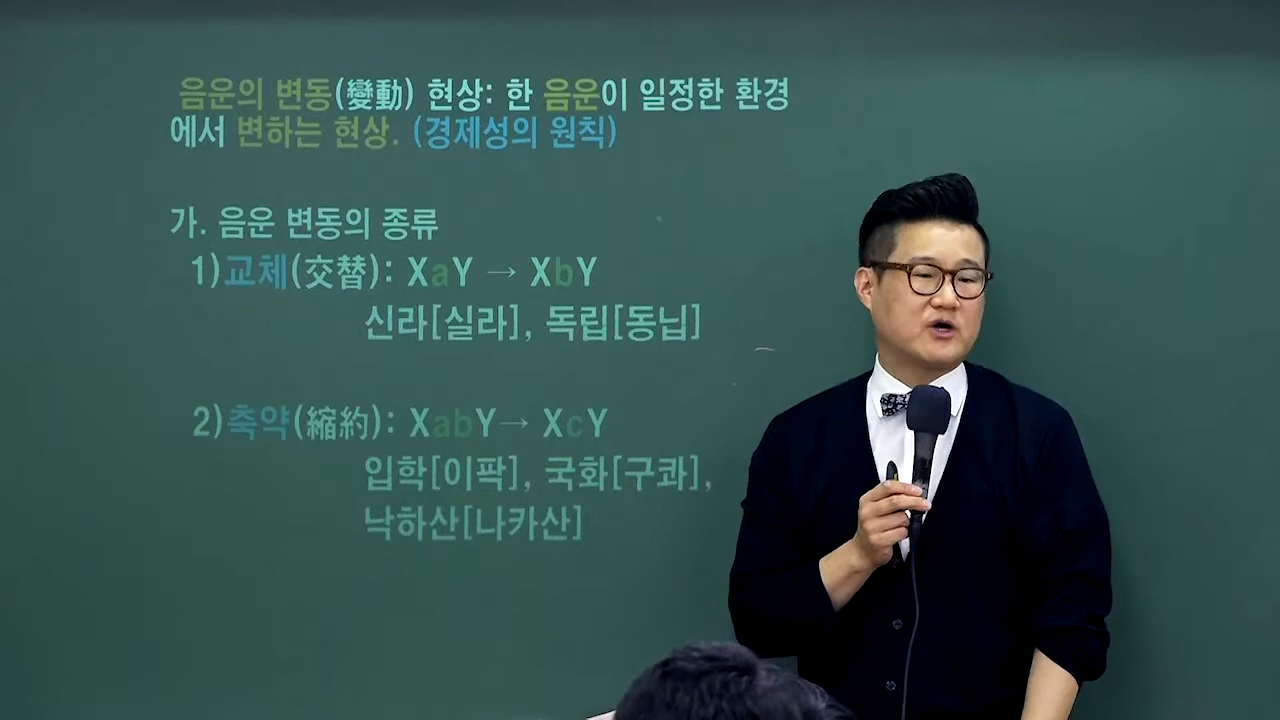 음운의 변동(變動) 현상: 한 음운이 일정한 환경
에서 변하는 현상. (경제성의 원칙)
가. 음운 변동의 종류
1)교체(交替): XaY → XbY
신라[실라], 독립[동닙]
2)축약(縮約): XabY→ XcY
입학[이팍], 국화[구콰],
낙하산[나카산]